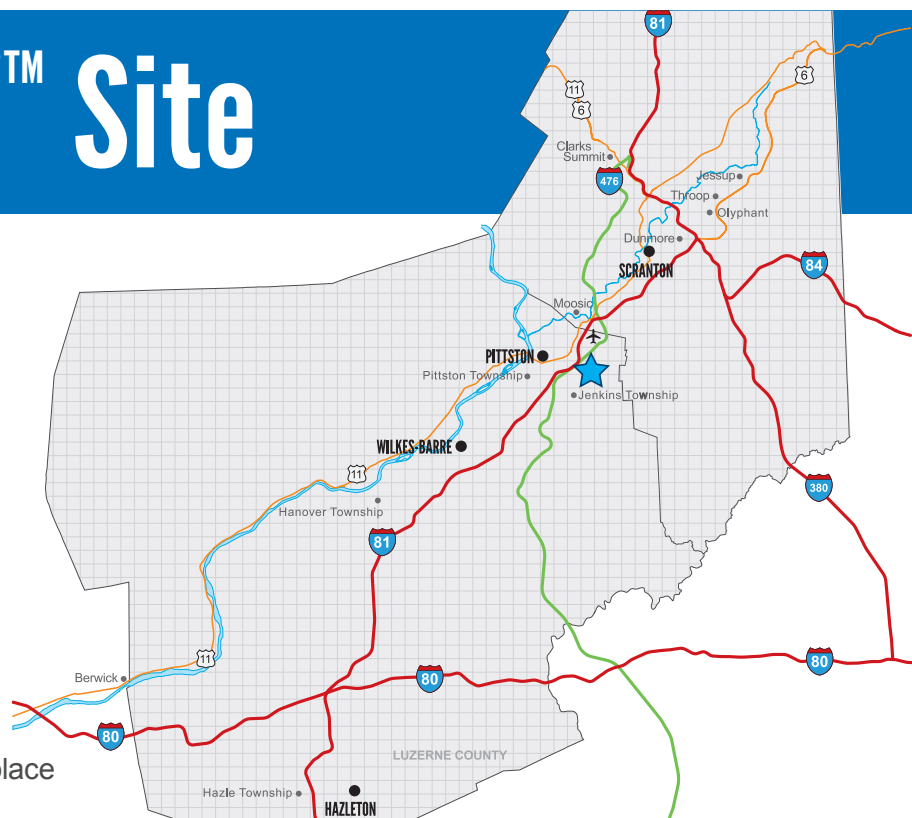 ™ Site
81
11
6
6
Clarks
Summit
476
Jessup
Throop
Olyphant
Dunmore
SCRANTON
84
Moosic
PITTSTON
Pittston Township
Jenkins Township
WILKES-BARRE
11
380
Hanover Township
81
11
80
Berwick
80
80
LUZERNE COUNTY
place
Hazle Township
HAZLETON